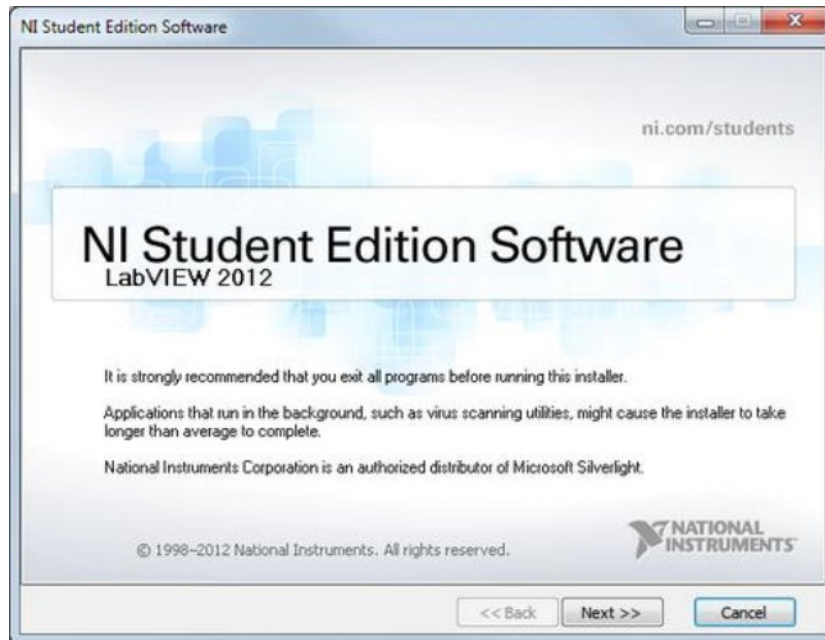 NI Student Edition Software
ni.com/students
NI Student Edition Software
LabVIEW 2012
It is strongly recommended that you exit all programs before running this installer.
Applications that run in the background, such as virus scanning utilities, might cause the installer to take
longer than average to complete.
National Instruments Corporation is an authorized distributor of Microsoft Silverlight.
© 1998–2012 National Instruments. All rights reserved.
NATIONAL
INSTRUMENTS™
<< Back Next >> Cancel